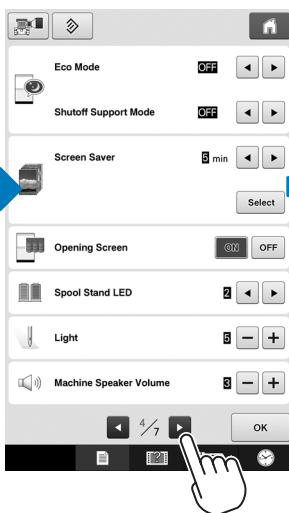 Eco Mode OFF
Shutoff Support Mode OFF
Screen Saver 5 min
Select
Opening Screen ON OFF
Spool Stand LED 2
Light 5 − +
Machine Speaker Volume 3 − +
4/7 OK
?